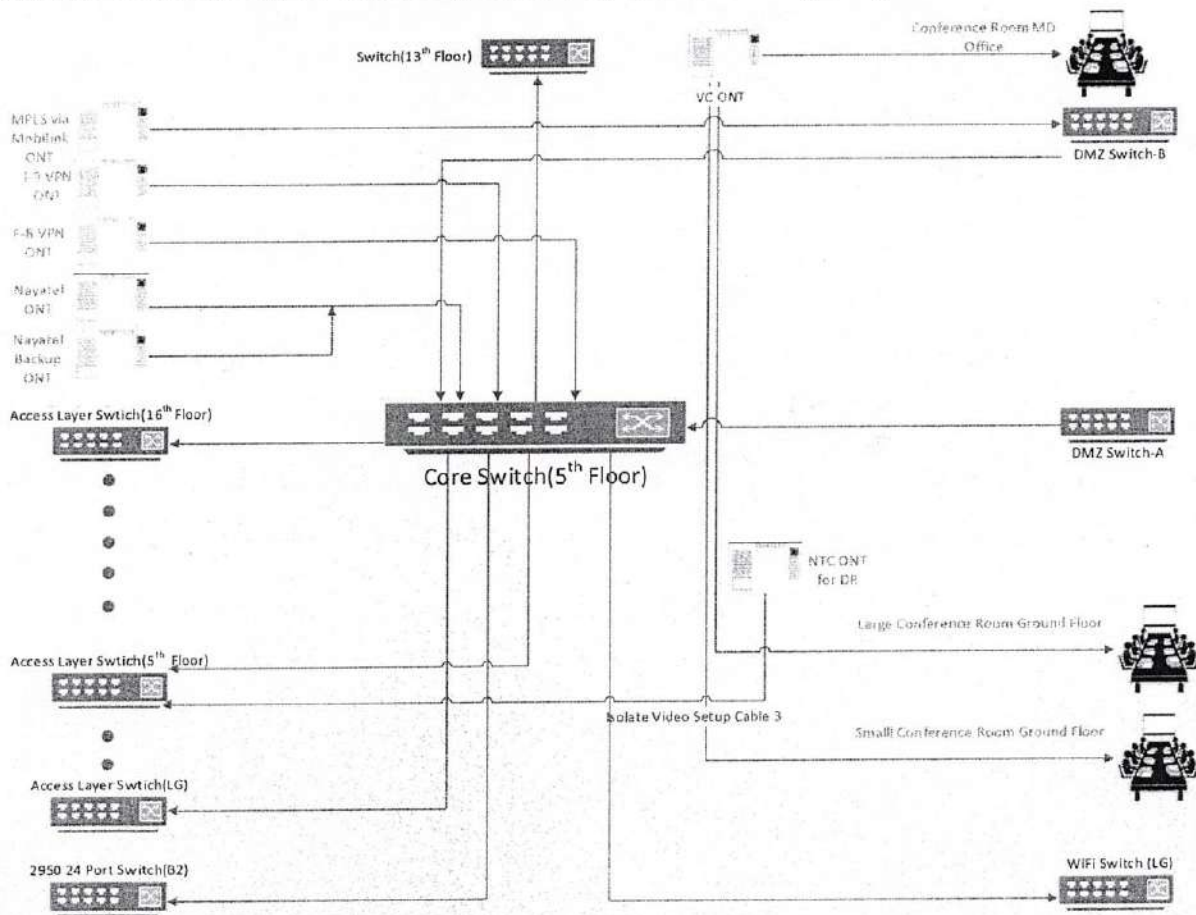 Switch(13th Floor)
Conference Room MD
Office
VC ONT
MPLS via
Mobilink
ONT
DMZ Switch-B
VPN
ONT
VPN
ONT
Nayatel
ONT
Nayatel
Backup
ONT
Access Layer Swtich(16th Floor)
Core Switch(5th Floor)
DMZ Switch-A
NTC ONT
for DR
Large Conference Room Ground Floor
Access Layer Swtich(5th Floor)
Isolate Video Setup Cable 3
Smalll Conference Room Ground Floor
Access Layer Swtich(LG)
2950 24 Port Switch(B2)
WiFi Switch (LG)